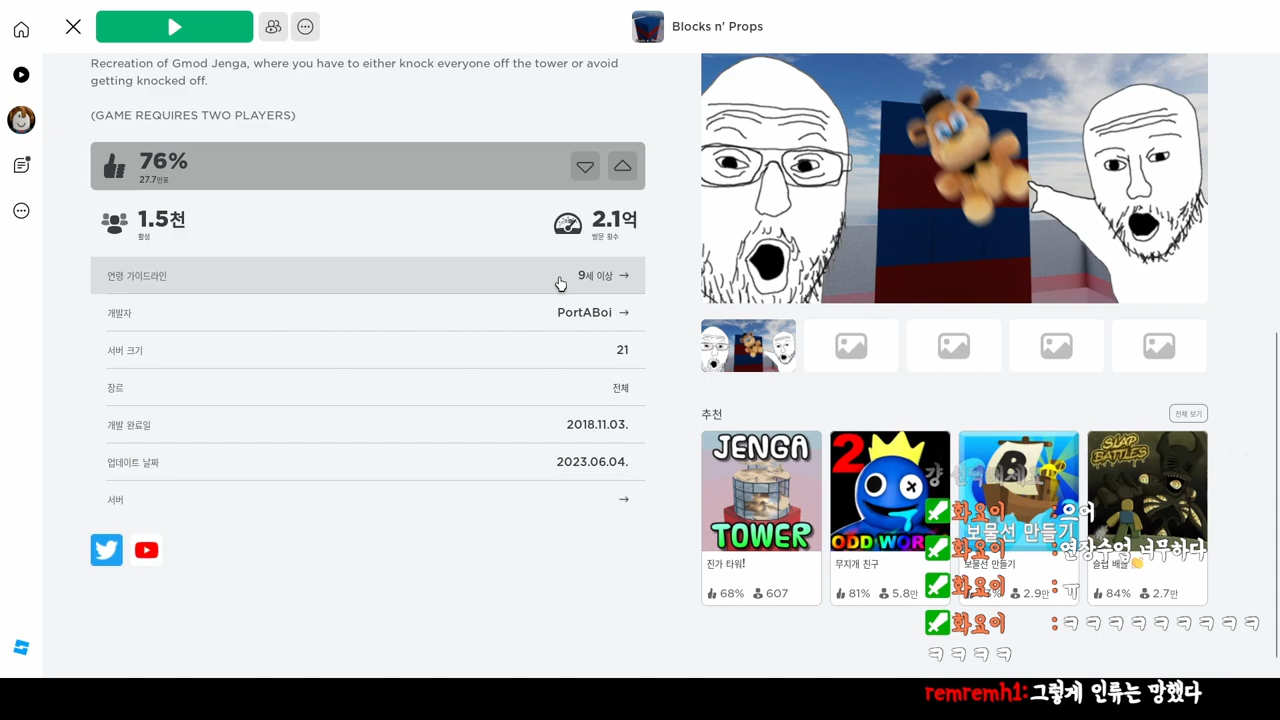 Blocks n' Props
Recreation of Gmod Jenga, where you have to either knock everyone off the tower or avoid
getting knocked off.
(GAME REQUIRES TWO PLAYERS)
76%
27.7만표
1.5천
활성
2.1억
방문 횟수
연령 가이드라인
9세 이상 →
개발자
PortABoi →
서버 크기
21
장르
전체
개발 완료일
2018.11.03.
업데이트 날짜
2023.06.04.
서버
→
추천
전체 보기
JENGA
TOWER
진가 타워!
68% 607
2
ODD WOR
무지개 친구
81% 5.8만
보물선 만들기
보물선 만들기
2.9만
SLAP
BATTLES
슬랩 배틀 👏
84% 2.7만
화요이 : 으어
화요이 : 연장수업 너무하다
화요이 : ㅠ
화요이 : ㅋㅋㅋㅋㅋㅋㅋㅋㅋ
ㅋㅋㅋㅋ
remremh1: 그렇게 인류는 망했다